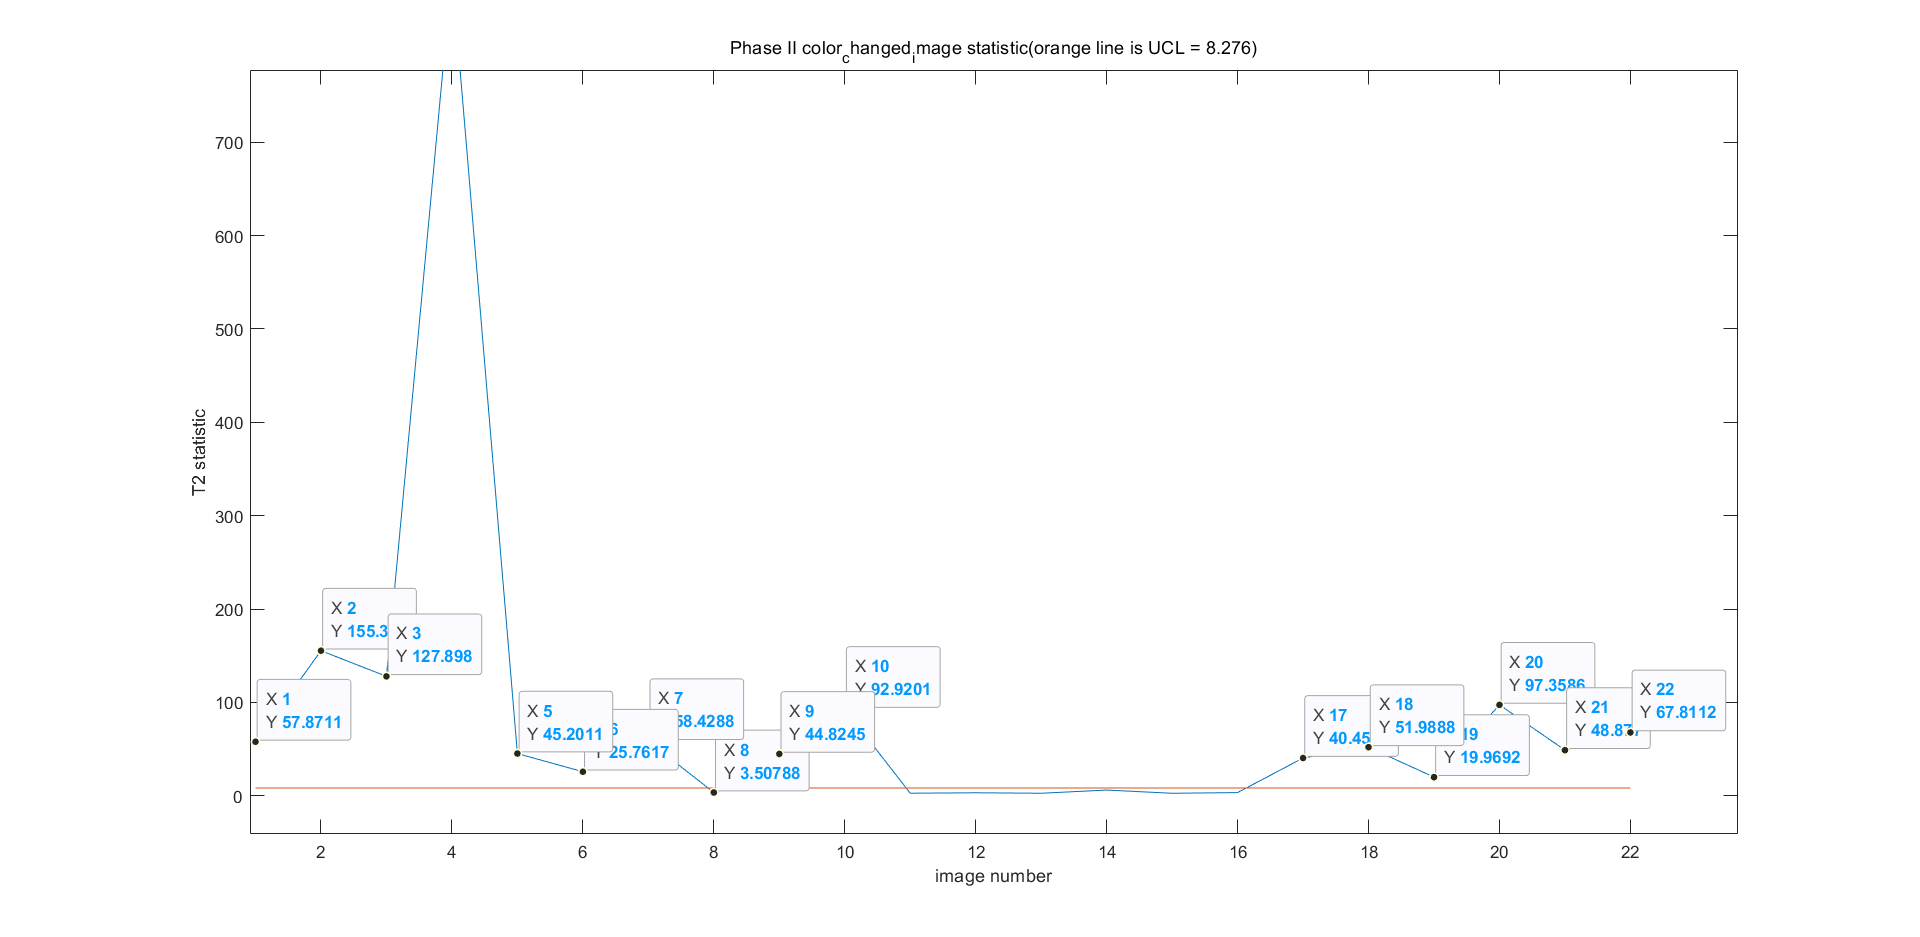 Phase II color_changed_image statistic(orange line is UCL = 8.276)
T2 statistic
700
600
500
400
300
200
100
0
X 1
Y 57.8711
X 2
Y 155.3
X 3
Y 127.898
X 5
Y 45.2011
6
Y 25.7617
X 7
58.4288
X 8
Y 3.50788
X 9
Y 44.8245
X 10
Y 92.9201
X 17
Y 40.45
X 18
Y 51.9888
19
Y 19.9692
X 20
Y 97.3586
X 21
Y 48.87
X 22
Y 67.8112
2 4 6 8 10 12 14 16 18 20 22
image number